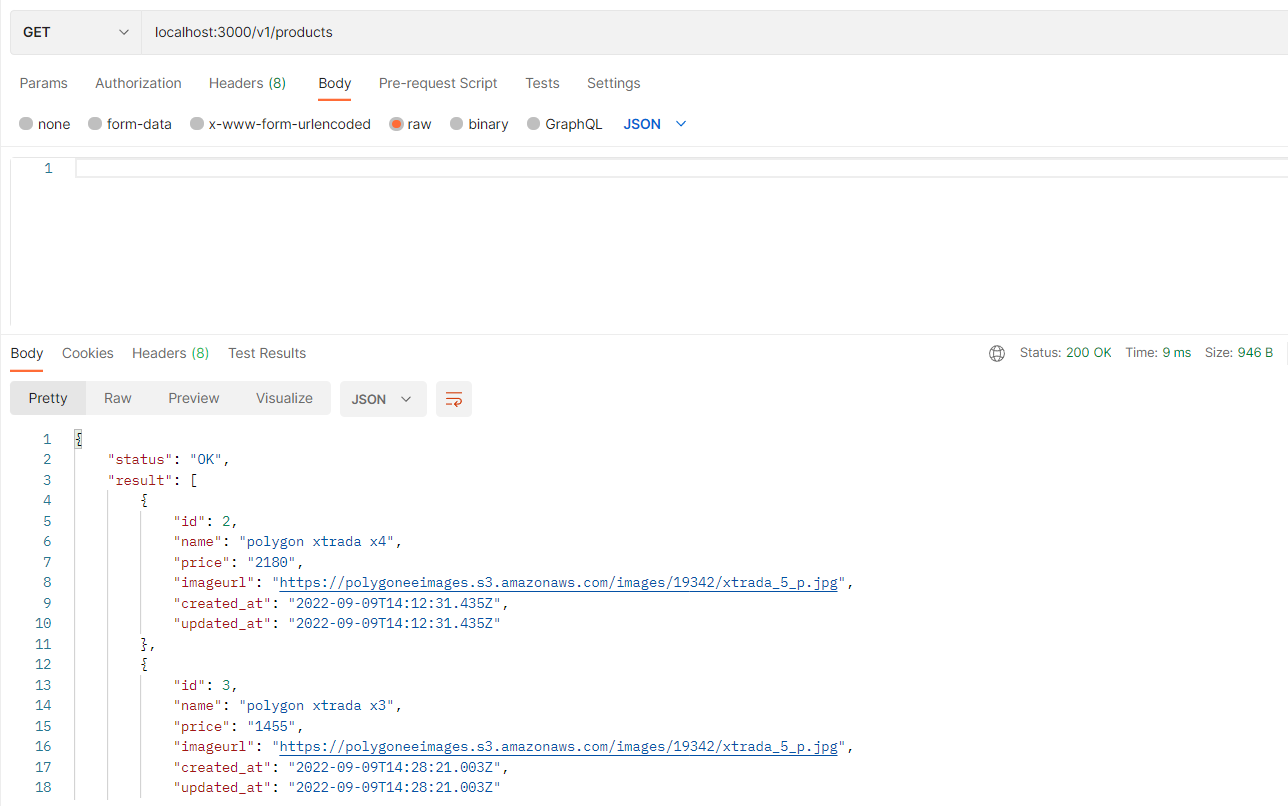 GET localhost:3000/v1/products
Params Authorization Headers (8) Body Pre-request Script Tests Settings
none form-data x-www-form-urlencoded raw binary GraphQL JSON
1
Body Cookies Headers (8) Test Results Status: 200 OK Time: 9 ms Size: 946 B
Pretty Raw Preview Visualize JSON
1 {
2 "status": "OK",
3 "result": [
4 {
5 "id": 2,
6 "name": "polygon xtrada x4",
7 "price": "2180",
8 "imageurl": "https://polygoneeimages.s3.amazonaws.com/images/19342/xtrada_5_p.jpg",
9 "created_at": "2022-09-09T14:12:31.435Z",
10 "updated_at": "2022-09-09T14:12:31.435Z"
11 },
12 {
13 "id": 3,
14 "name": "polygon xtrada x3",
15 "price": "1455",
16 "imageurl": "https://polygoneeimages.s3.amazonaws.com/images/19342/xtrada_5_p.jpg",
17 "created_at": "2022-09-09T14:28:21.003Z",
18 "updated_at": "2022-09-09T14:28:21.003Z"